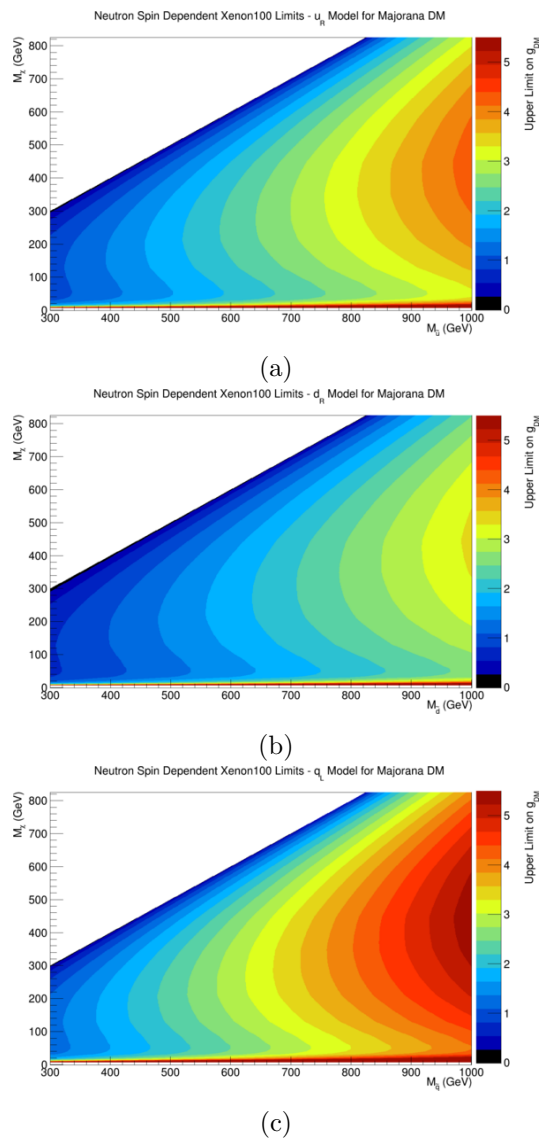 Neutron Spin Dependent Xenon100 Limits - u_R Model for Majorana DM
M_χ (GeV)
800
700
600
500
400
300
200
100
0
300 400 500 600 700 800 900 1000
M_ũ (GeV)
Upper Limit on g_DM
5
4
3
2
1
0
(a)
Neutron Spin Dependent Xenon100 Limits - d_R Model for Majorana DM
M_χ (GeV)
800
700
600
500
400
300
200
100
0
300 400 500 600 700 800 900 1000
M_d̃ (GeV)
Upper Limit on g_DM
5
4
3
2
1
0
(b)
Neutron Spin Dependent Xenon100 Limits - q_L Model for Majorana DM
M_χ (GeV)
800
700
600
500
400
300
200
100
0
300 400 500 600 700 800 900 1000
M_q̃ (GeV)
Upper Limit on g_DM
5
4
3
2
1
0
(c)